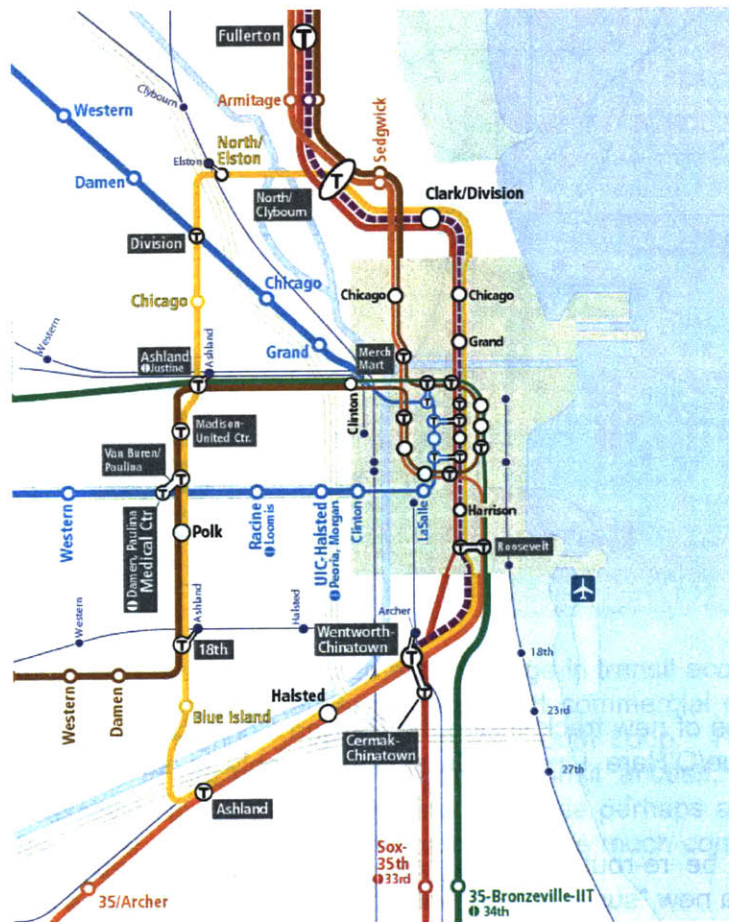 Fullerton
Clybourn
Armitage
Western
Sedgwick
North/
Elston
Elston
Damen
North/
Clybourn
Clark/Division
Division
Chicago
Chicago
Chicago
Chicago
Western
Grand
Grand
Merch
Mart
Ashland
Justine
Ashland
Clinton
Madison-
United Ctr.
Van Buren/
Paulina
Western
Damen, Paulina
Medical Ctr
Polk
Racine
Loomis
UIC-Halsted
Peoria, Morgan
Clinton
LaSalle
Harrison
Roosevelt
Western
Ashland
Halsted
Archer
Wentworth-
Chinatown
18th
18th
Western
Damen
Blue Island
Halsted
Cermak-
Chinatown
23rd
27th
Ashland
35/Archer
Sox-
35th
33rd
35-Bronzeville-IIT
34th